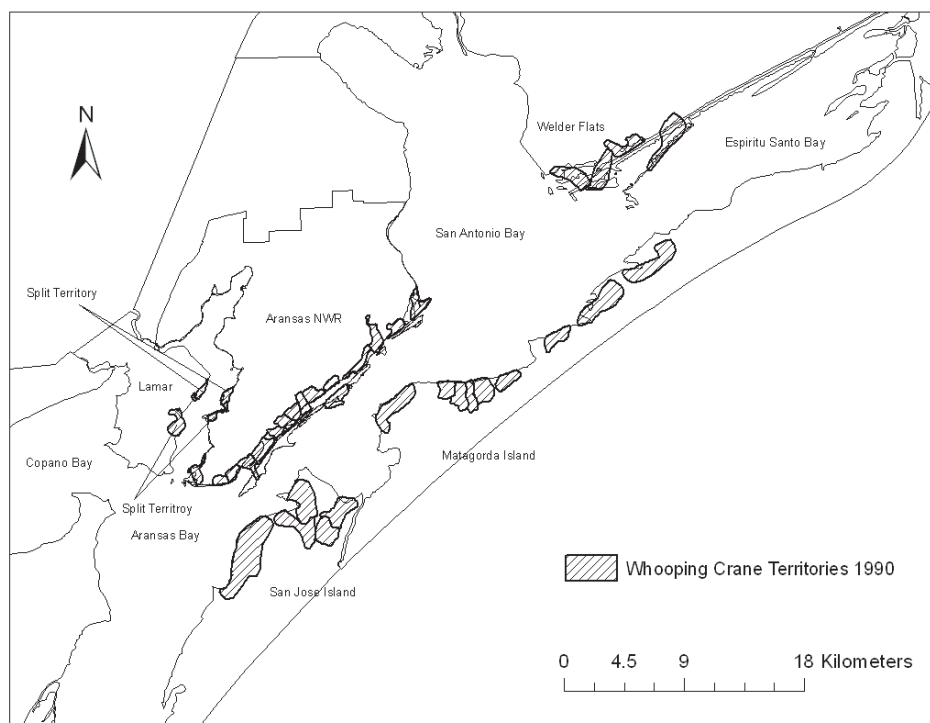 N
Welder Flats
Espiritu Santo Bay
San Antonio Bay
Split Territory
Aransas NWR
Lamar
Copano Bay
Matagorda Island
Split Territroy
Aransas Bay
Whooping Crane Territories 1990
San Jose Island
0 4.5 9 18 Kilometers